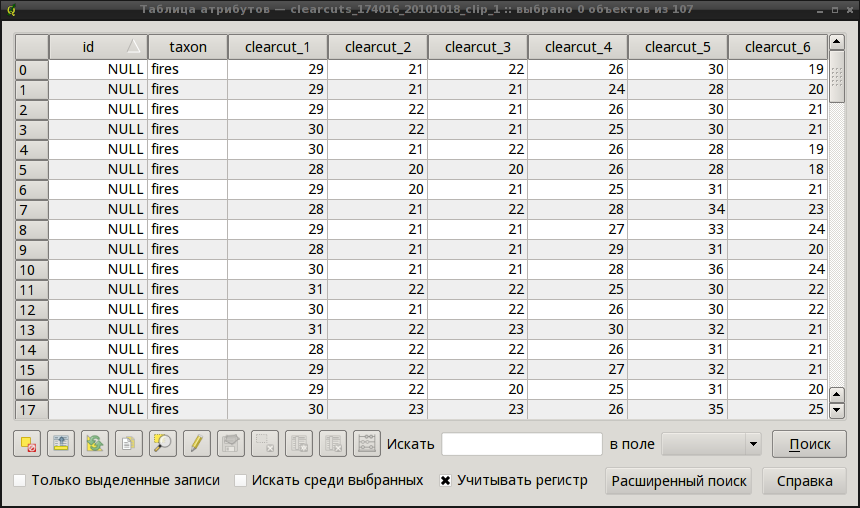 Таблица атрибутов — clearcuts_174016_20101018_clip_1 :: выбрано 0 объектов из 107
id taxon clearcut_1 clearcut_2 clearcut_3 clearcut_4 clearcut_5 clearcut_6
0 NULL fires 29 21 22 26 30 19
1 NULL fires 29 21 21 24 28 20
2 NULL fires 29 22 21 26 30 21
3 NULL fires 30 22 21 25 30 21
4 NULL fires 30 21 22 26 28 19
5 NULL fires 28 20 20 26 28 18
6 NULL fires 29 20 21 25 31 21
7 NULL fires 28 21 22 28 34 23
8 NULL fires 29 21 21 27 33 24
9 NULL fires 28 21 21 29 31 20
10 NULL fires 30 21 21 28 36 24
11 NULL fires 31 22 22 25 30 22
12 NULL fires 30 21 22 26 30 22
13 NULL fires 31 22 23 30 32 21
14 NULL fires 28 22 22 26 31 21
15 NULL fires 29 22 22 27 32 21
16 NULL fires 29 22 20 25 31 20
17 NULL fires 30 23 23 26 35 25
Искать в поле Поиск
Только выделенные записи Искать среди выбранных Учитывать регистр Расширенный поиск Справка